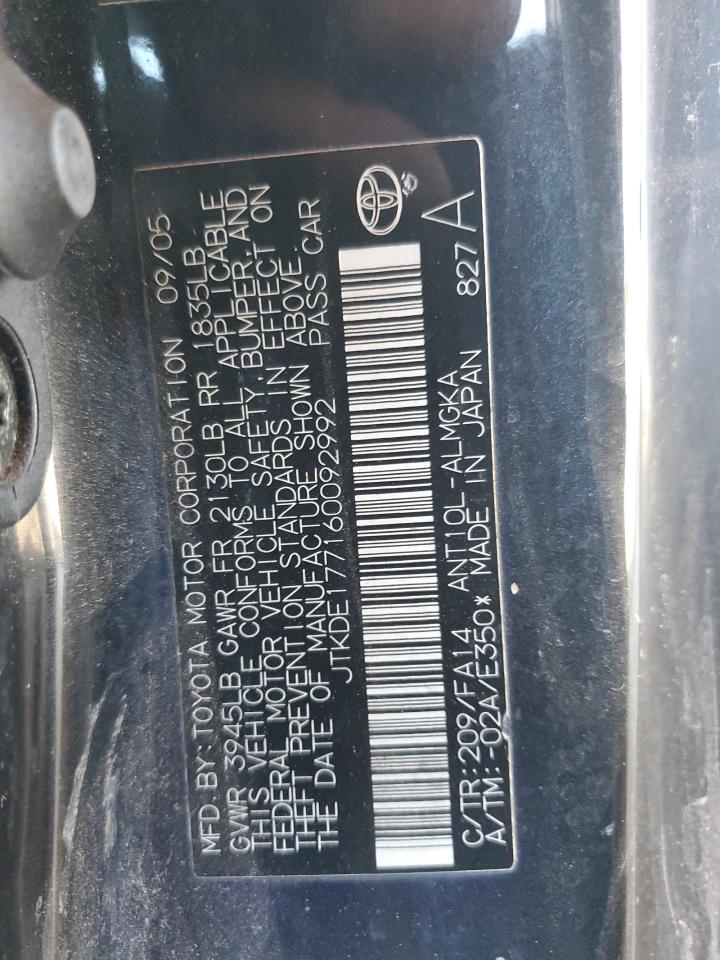 MFD. BY: TOYOTA MOTOR CORPORATION 09/05
GVWR 3945LB GAWR FR 2130LB RR 1835LB
THIS VEHICLE CONFORMS TO ALL APPLICABLE
FEDERAL MOTOR VEHICLE SAFETY, BUMPER, AND
THEFT PREVENTION STANDARDS IN EFFECT ON
THE DATE OF MANUFACTURE SHOWN ABOVE.
JTKDE177160092992 PASS CAR
C/TR: 209/FA14 ANT10L-ALMGKA 827 A
A/TM: -02A/E350* MADE IN JAPAN